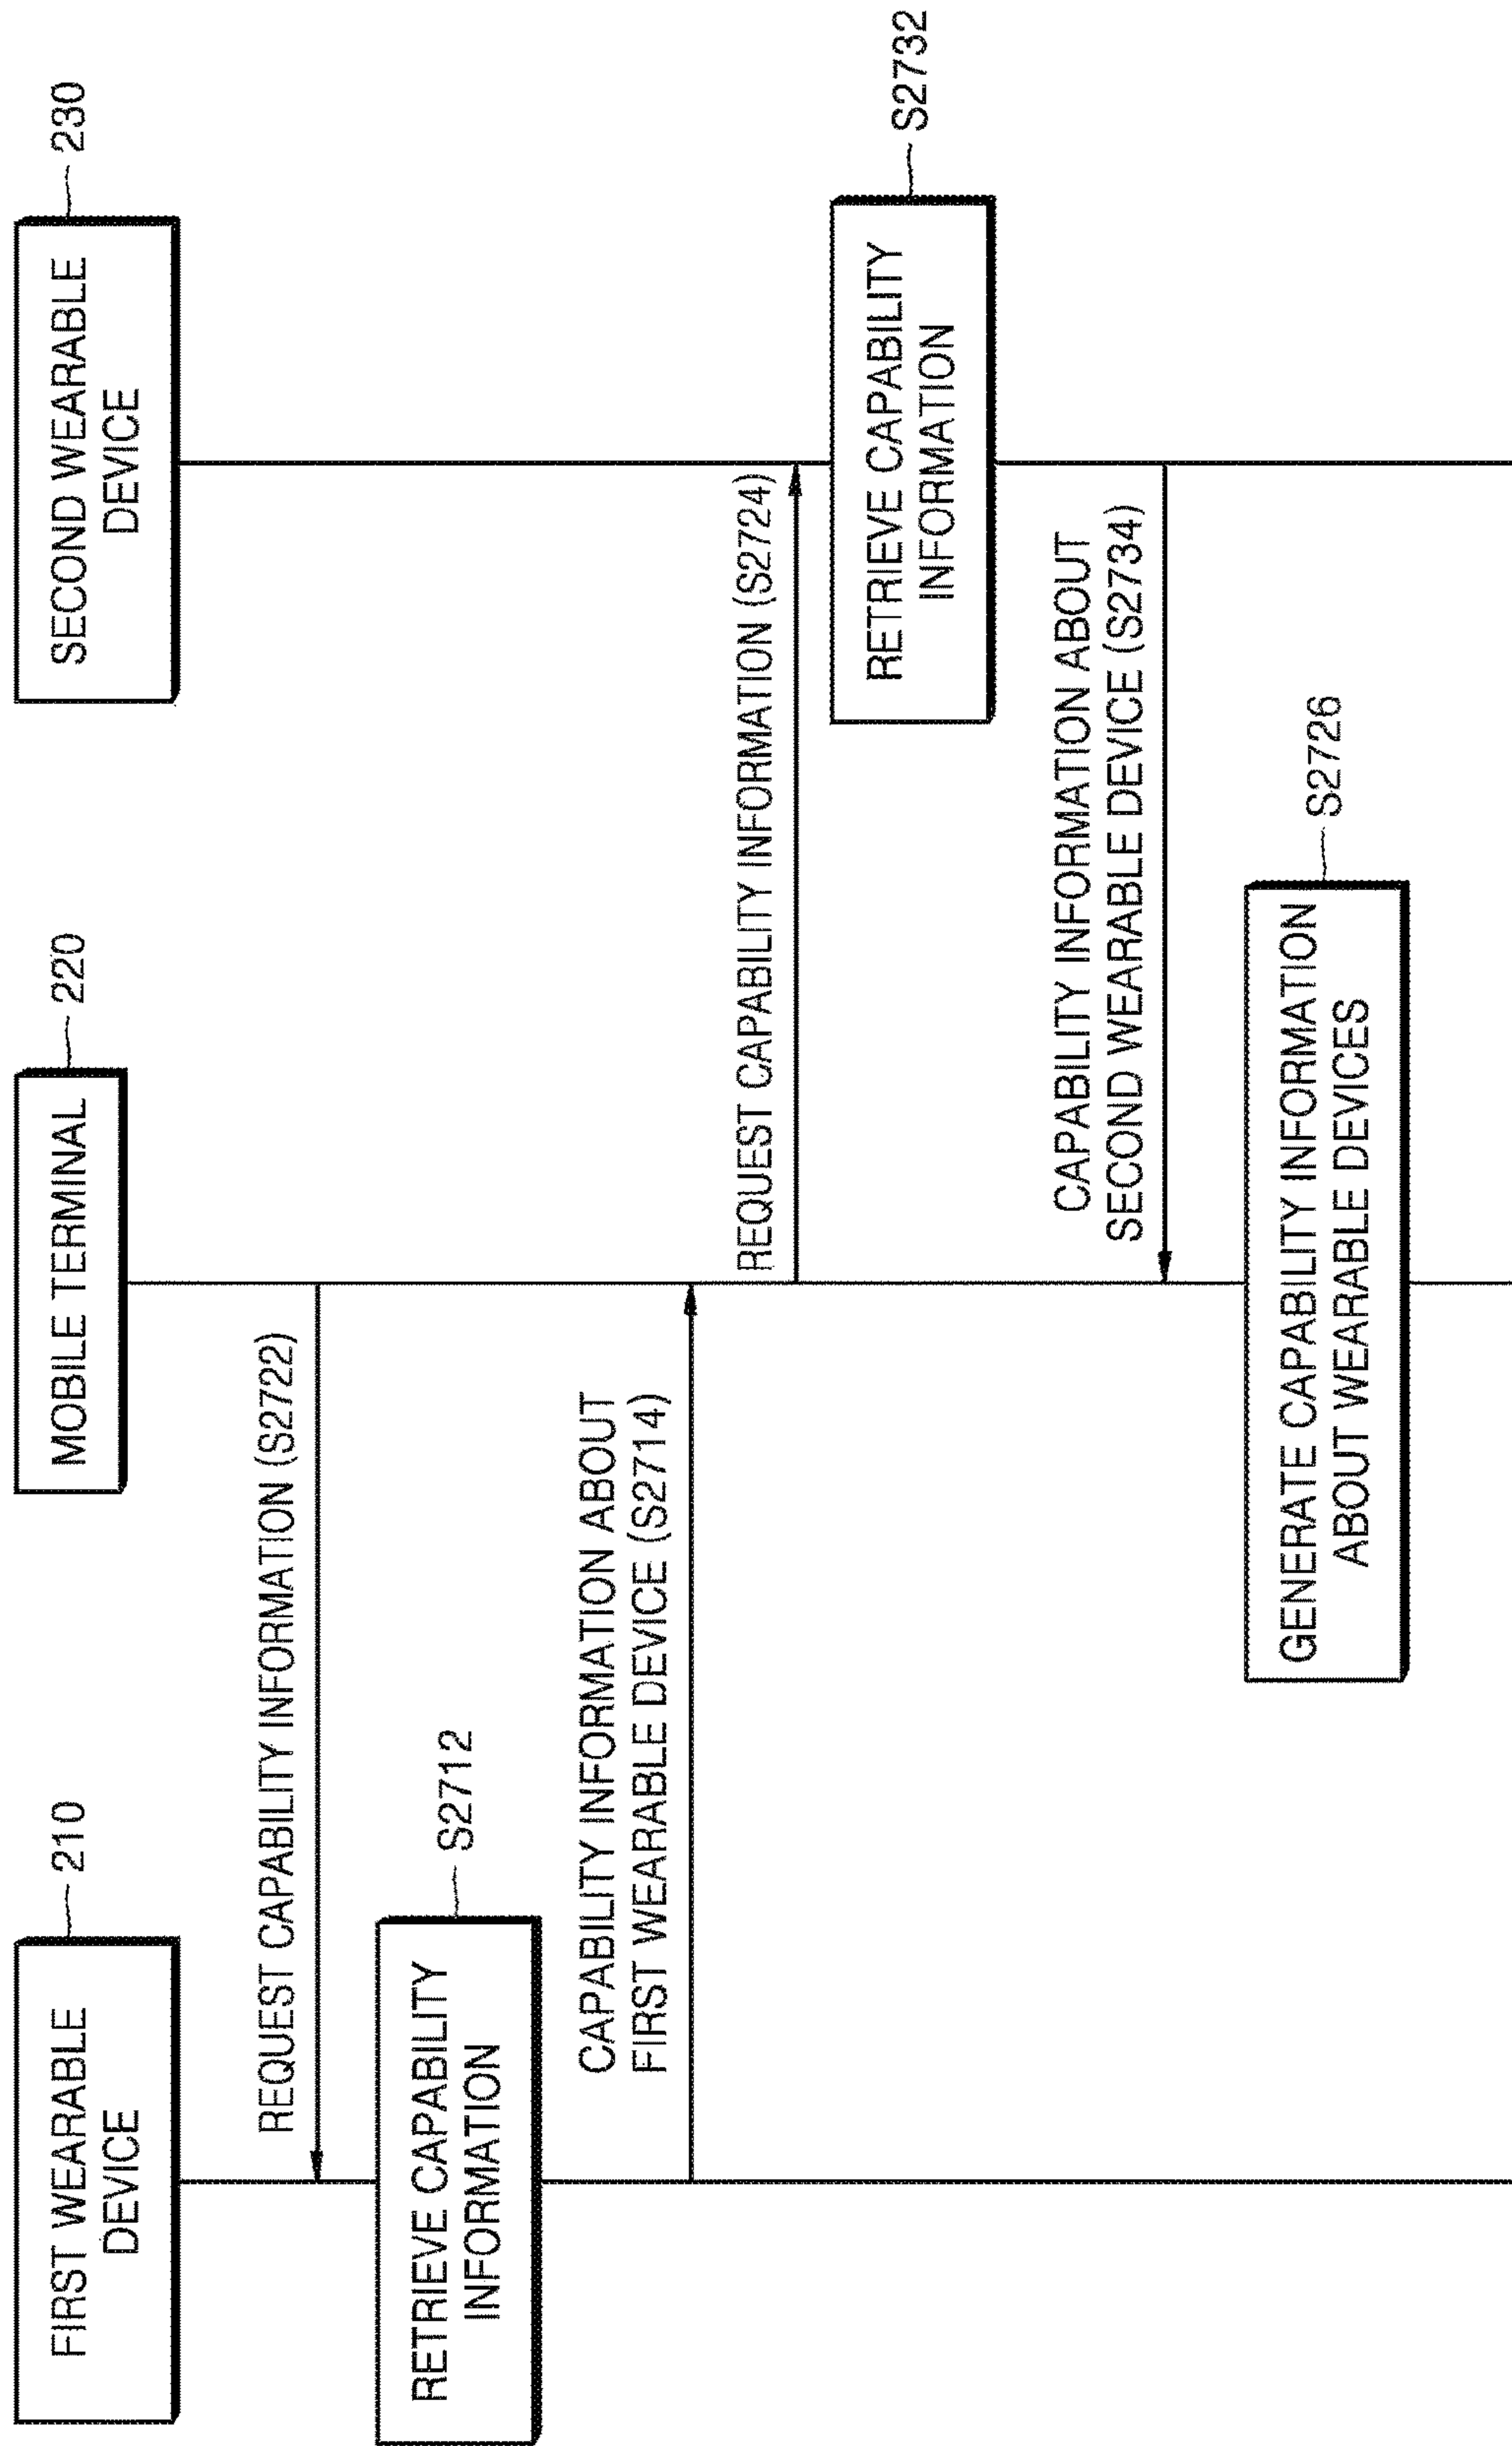 FIRST WEARABLE
DEVICE
210
MOBILE TERMINAL
220
SECOND WEARABLE
DEVICE
230
REQUEST CAPABILITY INFORMATION (S2722)
RETRIEVE CAPABILITY
INFORMATION
S2712
CAPABILITY INFORMATION ABOUT
FIRST WEARABLE DEVICE (S2714)
REQUEST CAPABILITY INFORMATION (S2724)
RETRIEVE CAPABILITY
INFORMATION
S2732
CAPABILITY INFORMATION ABOUT
SECOND WEARABLE DEVICE (S2734)
GENERATE CAPABILITY INFORMATION
ABOUT WEARABLE DEVICES
S2726